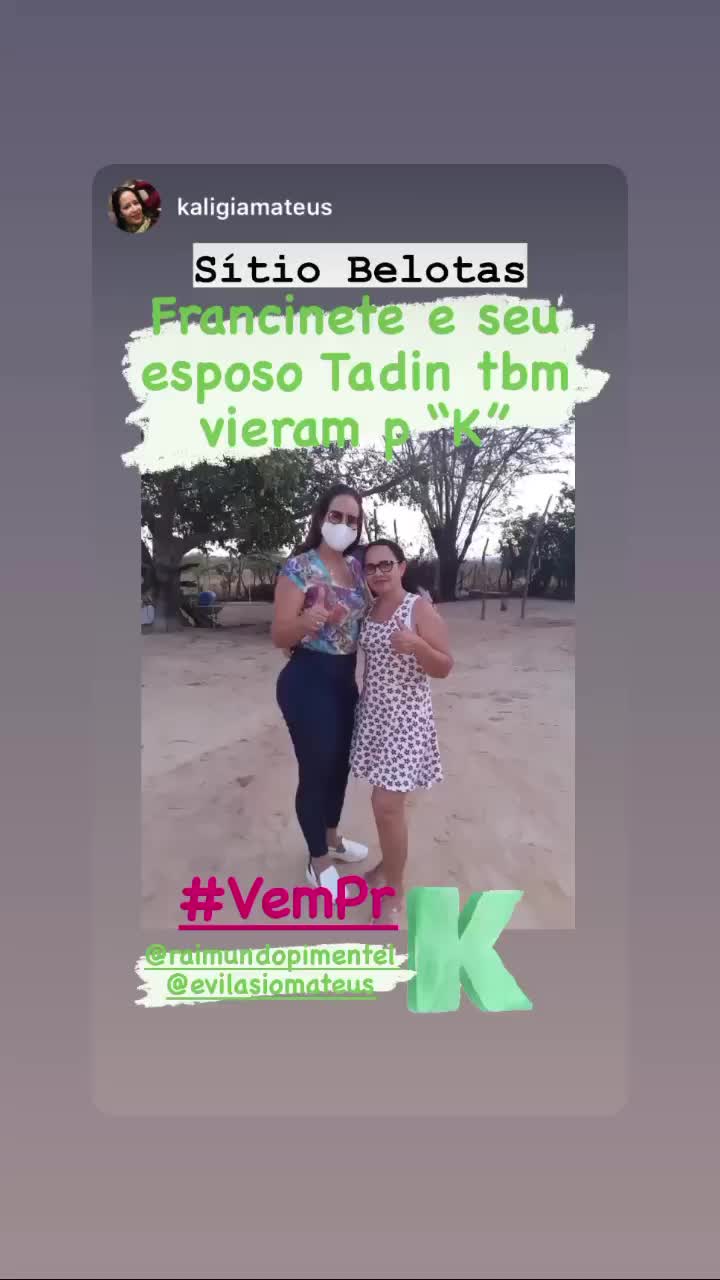 kaligiamateus
Sítio Belotas
Francinete e seu
esposo Tadin tbm
vieram p “K”
#VemPr K
@raimundopimentel
@evilasiomateus